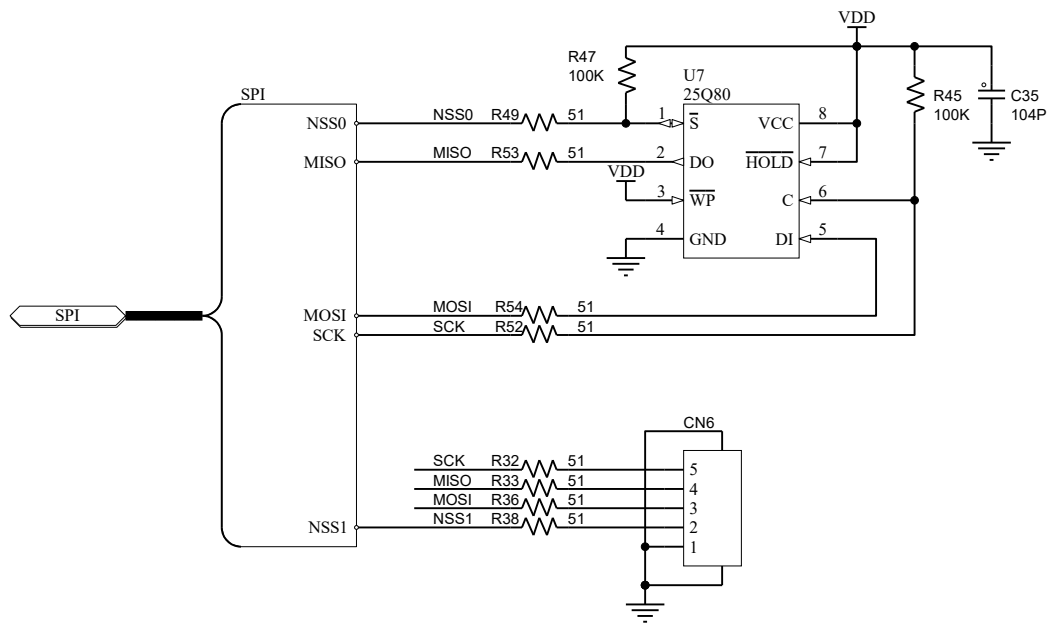 VDD
R47
100K
U7
25Q80
R45
100K
C35
104P
SPI
NSS0 NSS0 R49 51 1 S VCC 8
MISO MISO R53 51 2 DO HOLD 7
VDD
3 WP C 6
4 GND DI 5
SPI
MOSI MOSI R54 51
SCK SCK R52 51
CN6
SCK R32 51 5
MISO R33 51 4
MOSI R36 51 3
NSS1 NSS1 R38 51 2
1